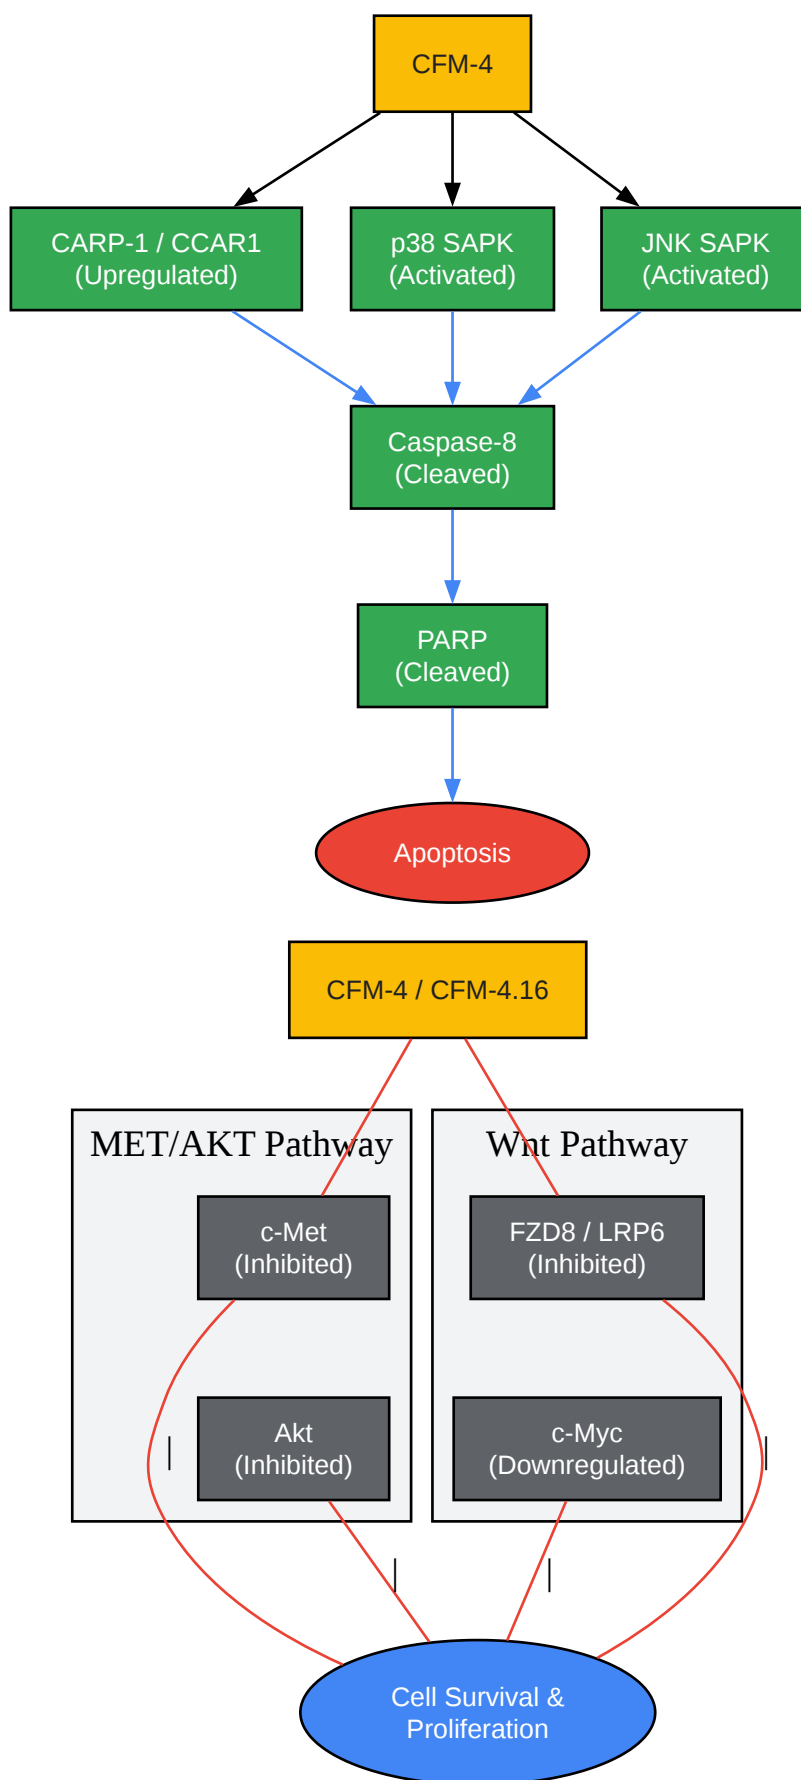 CFM-4
CARP-1 / CCAR1
(Upregulated)
p38 SAPK
(Activated)
JNK SAPK
(Activated)
Caspase-8
(Cleaved)
PARP
(Cleaved)
Apoptosis
CFM-4 / CFM-4.16
MET/AKT Pathway
Wnt Pathway
c-Met
(Inhibited)
FZD8 / LRP6
(Inhibited)
Akt
(Inhibited)
c-Myc
(Downregulated)
|
|
|
|
Cell Survival &
Proliferation